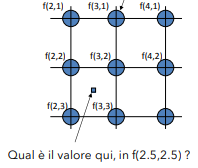 f(2,1) f(3,1) f(4,1)
f(2,2) f(3,2) f(4,2)
f(2,3) f(3,3)
Qual è il valore qui, in f(2.5,2.5) ?